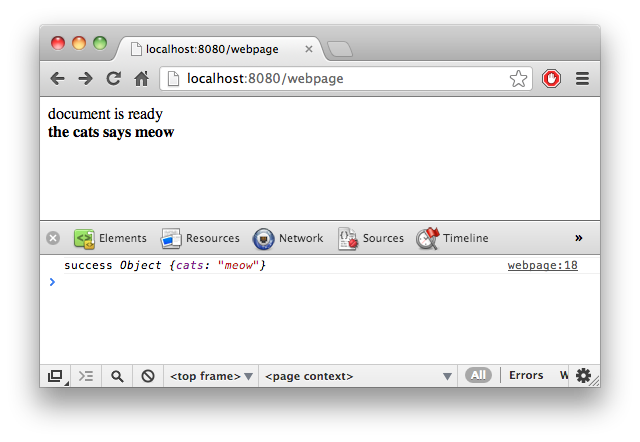 localhost:8080/webpage
localhost:8080/webpage
document is ready
the cats says meow
Elements Resources Network Sources Timeline »
success Object {cats: "meow"} webpage:18
<top frame> <page context> All Errors W